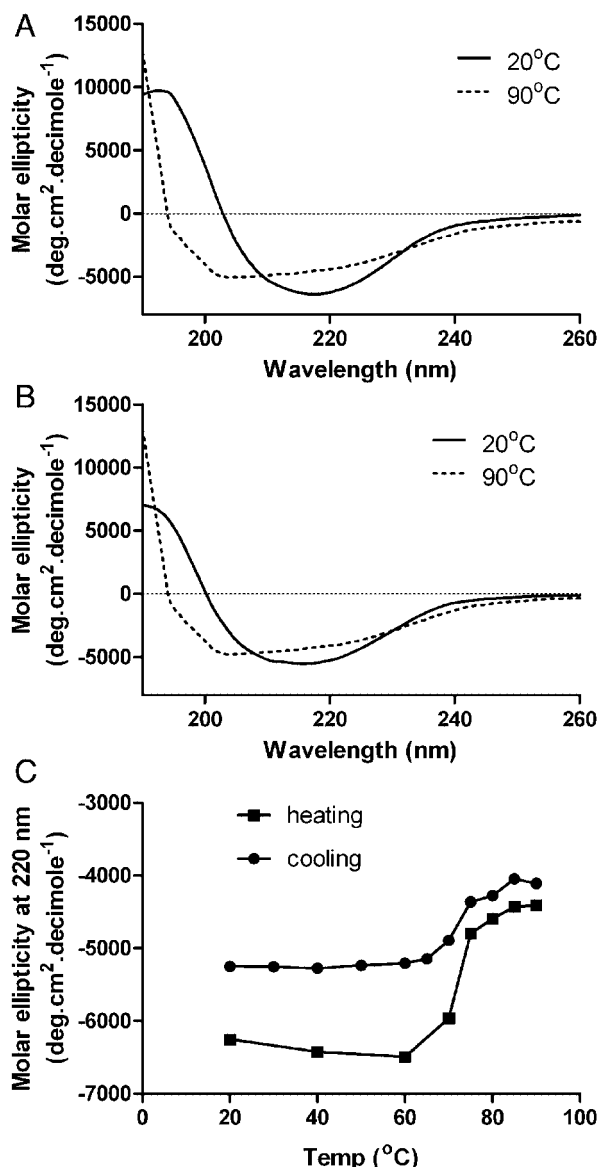 A
15000
10000
5000
0
-5000
Molar ellipticity
(deg.cm².decimole⁻¹)
20°C
90°C
200 220 240 260
Wavelength (nm)
B
15000
10000
5000
0
-5000
Molar ellipticity
(deg.cm².decimole⁻¹)
20°C
90°C
200 220 240 260
Wavelength (nm)
C
-3000
-4000
-5000
-6000
-7000
Molar ellipticity at 220 nm
(deg.cm².decimole⁻¹)
heating
cooling
0 20 40 60 80 100
Temp (°C)